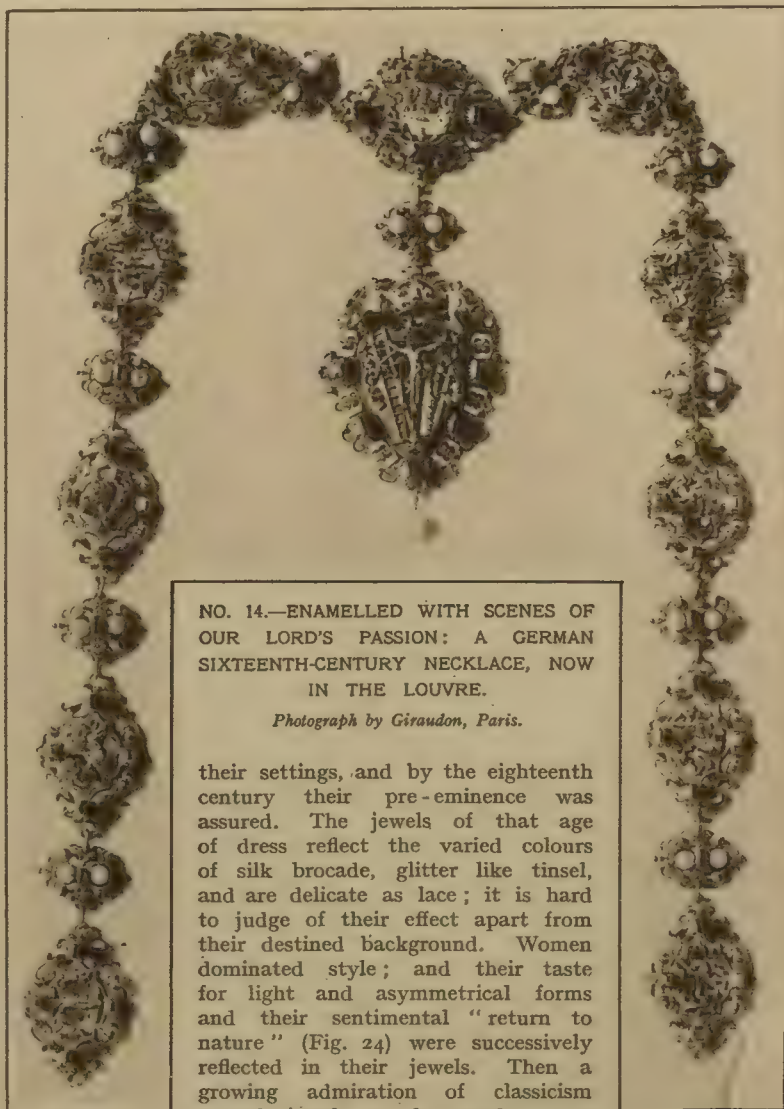 NO. 14.—ENAMELLED WITH SCENES OF
OUR LORD'S PASSION: A GERMAN
SIXTEENTH-CENTURY NECKLACE, NOW
IN THE LOUVRE.
Photograph by Giraudon, Paris.
their settings, and by the eighteenth
century their pre-eminence was
assured. The jewels of that age
of dress reflect the varied colours
of silk brocade, glitter like tinsel,
and are delicate as lace; it is hard
to judge of their effect apart from
their destined background. Women
dominated style; and their taste
for light and asymmetrical forms
and their sentimental "return to
nature" (Fig. 24) were successively
reflected in their jewels. Then a
growing admiration of classicism